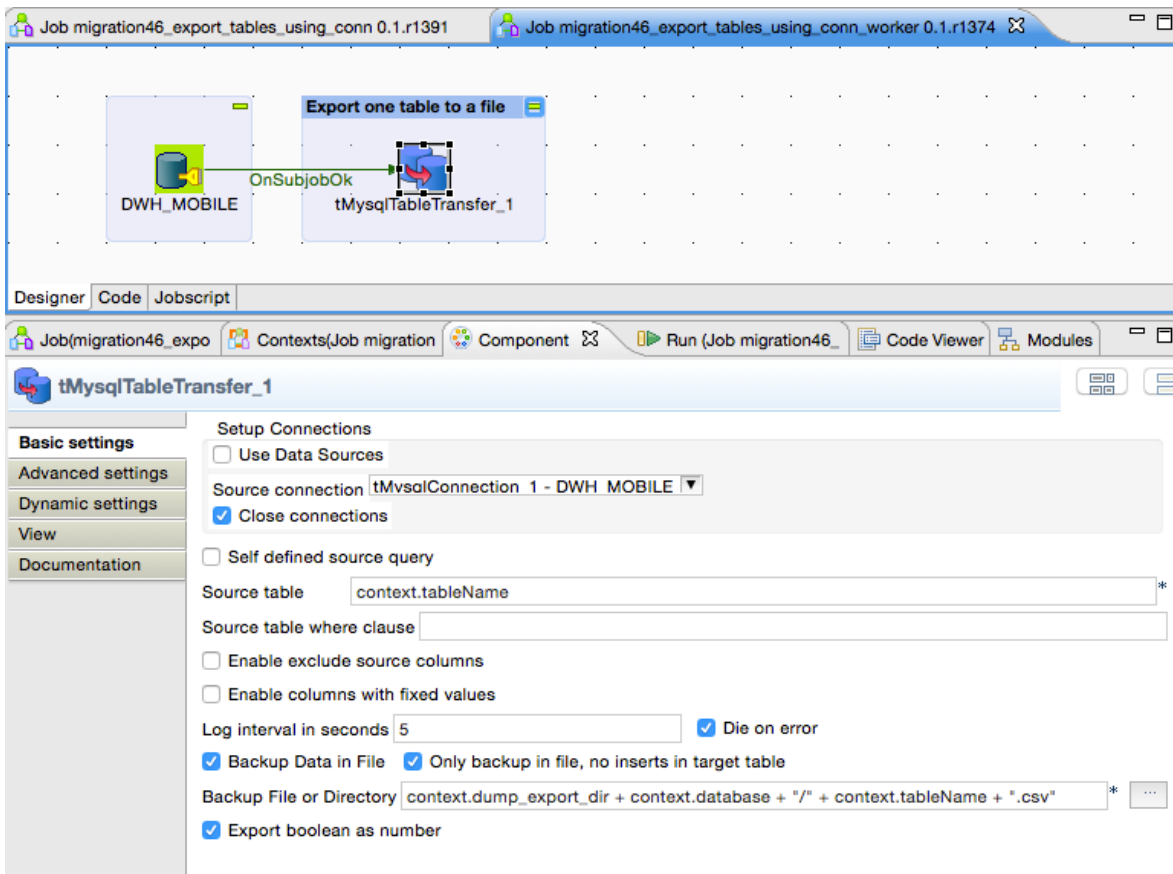 Job migration46_export_tables_using_conn 0.1.r1391
Job migration46_export_tables_using_conn_worker 0.1.r1374
Export one table to a file
OnSubjobOk
DWH_MOBILE
tMysqlTableTransfer_1
Designer Code Jobscript
Job(migration46_expo
Contexts(Job migration
Component
Run (Job migration46_
Code Viewer
Modules
tMysqlTableTransfer_1
Basic settings
Advanced settings
Dynamic settings
View
Documentation
Setup Connections
Use Data Sources
Source connection tMysqlConnection_1 - DWH_MOBILE
Close connections
Self defined source query
Source table context.tableName *
Source table where clause
Enable exclude source columns
Enable columns with fixed values
Log interval in seconds 5 Die on error
Backup Data in File Only backup in file, no inserts in target table
Backup File or Directory context.dump_export_dir + context.database + "/" + context.tableName + ".csv" * ...
Export boolean as number